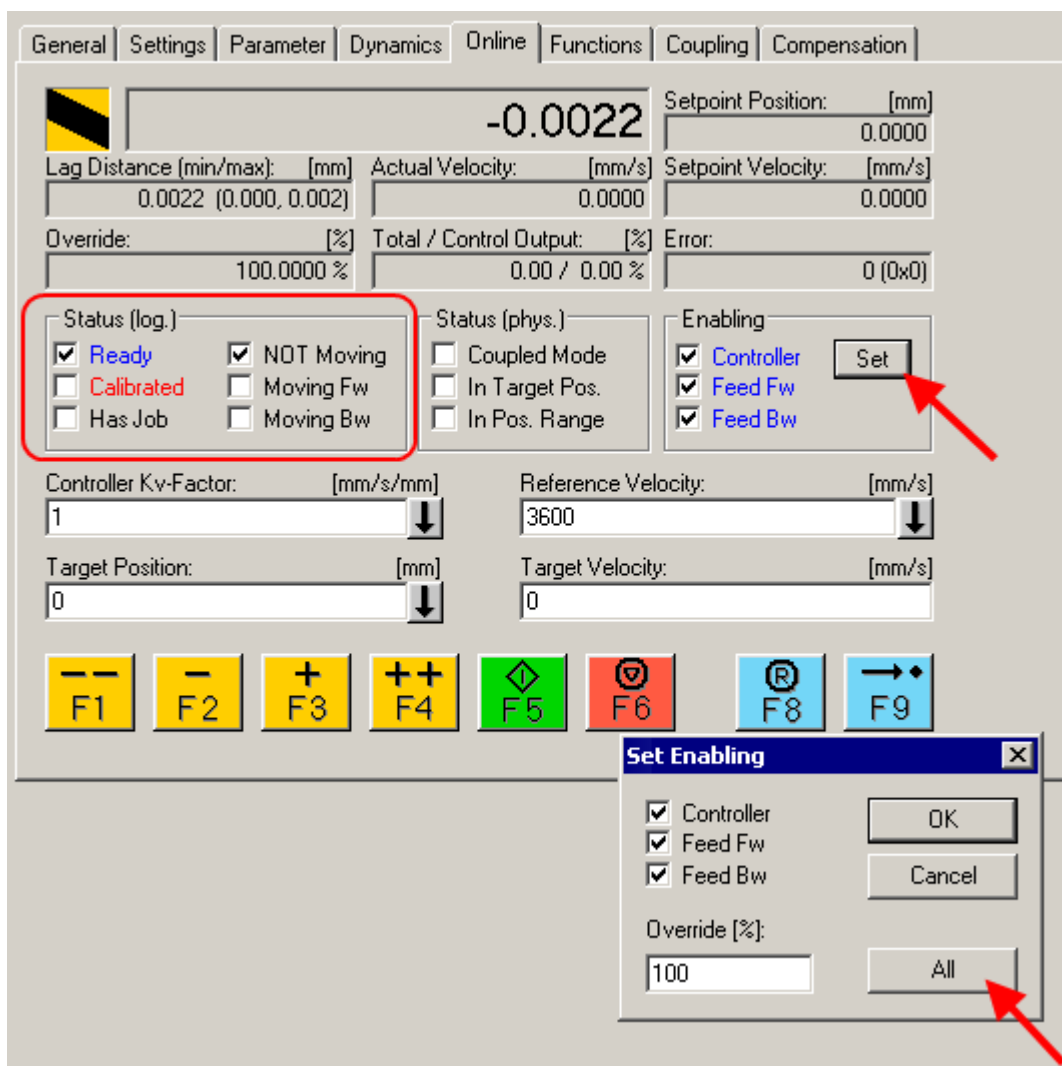 General Settings Parameter Dynamics Online Functions Coupling Compensation
-0.0022
Setpoint Position: [mm]
0.0000
Lag Distance (min/max): [mm] Actual Velocity: [mm/s] Setpoint Velocity: [mm/s]
0.0022 (0.000, 0.002) 0.0000 0.0000
Override: [%] Total / Control Output: [%] Error:
100.0000 % 0.00 / 0.00 % 0 (0x0)
Status (log.) Status (phys.) Enabling
Ready NOT Moving Coupled Mode Controller Set
Calibrated Moving Fw In Target Pos. Feed Fw
Has Job Moving Bw In Pos. Range Feed Bw
Controller Kv-Factor: [mm/s/mm] Reference Velocity: [mm/s]
1 3600
Target Position: [mm] Target Velocity: [mm/s]
0 0
-- - + ++ R
F1 F2 F3 F4 F5 F6 F8 F9
Set Enabling
Controller OK
Feed Fw
Feed Bw Cancel
Override [%]:
100 All